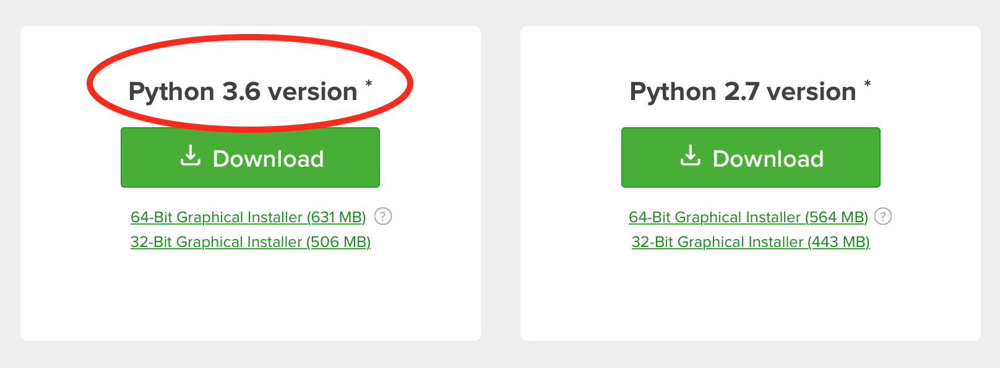 Python 3.6 version *
Download
64-Bit Graphical Installer (631 MB) ?
32-Bit Graphical Installer (506 MB)
Python 2.7 version *
Download
64-Bit Graphical Installer (564 MB) ?
32-Bit Graphical Installer (443 MB)